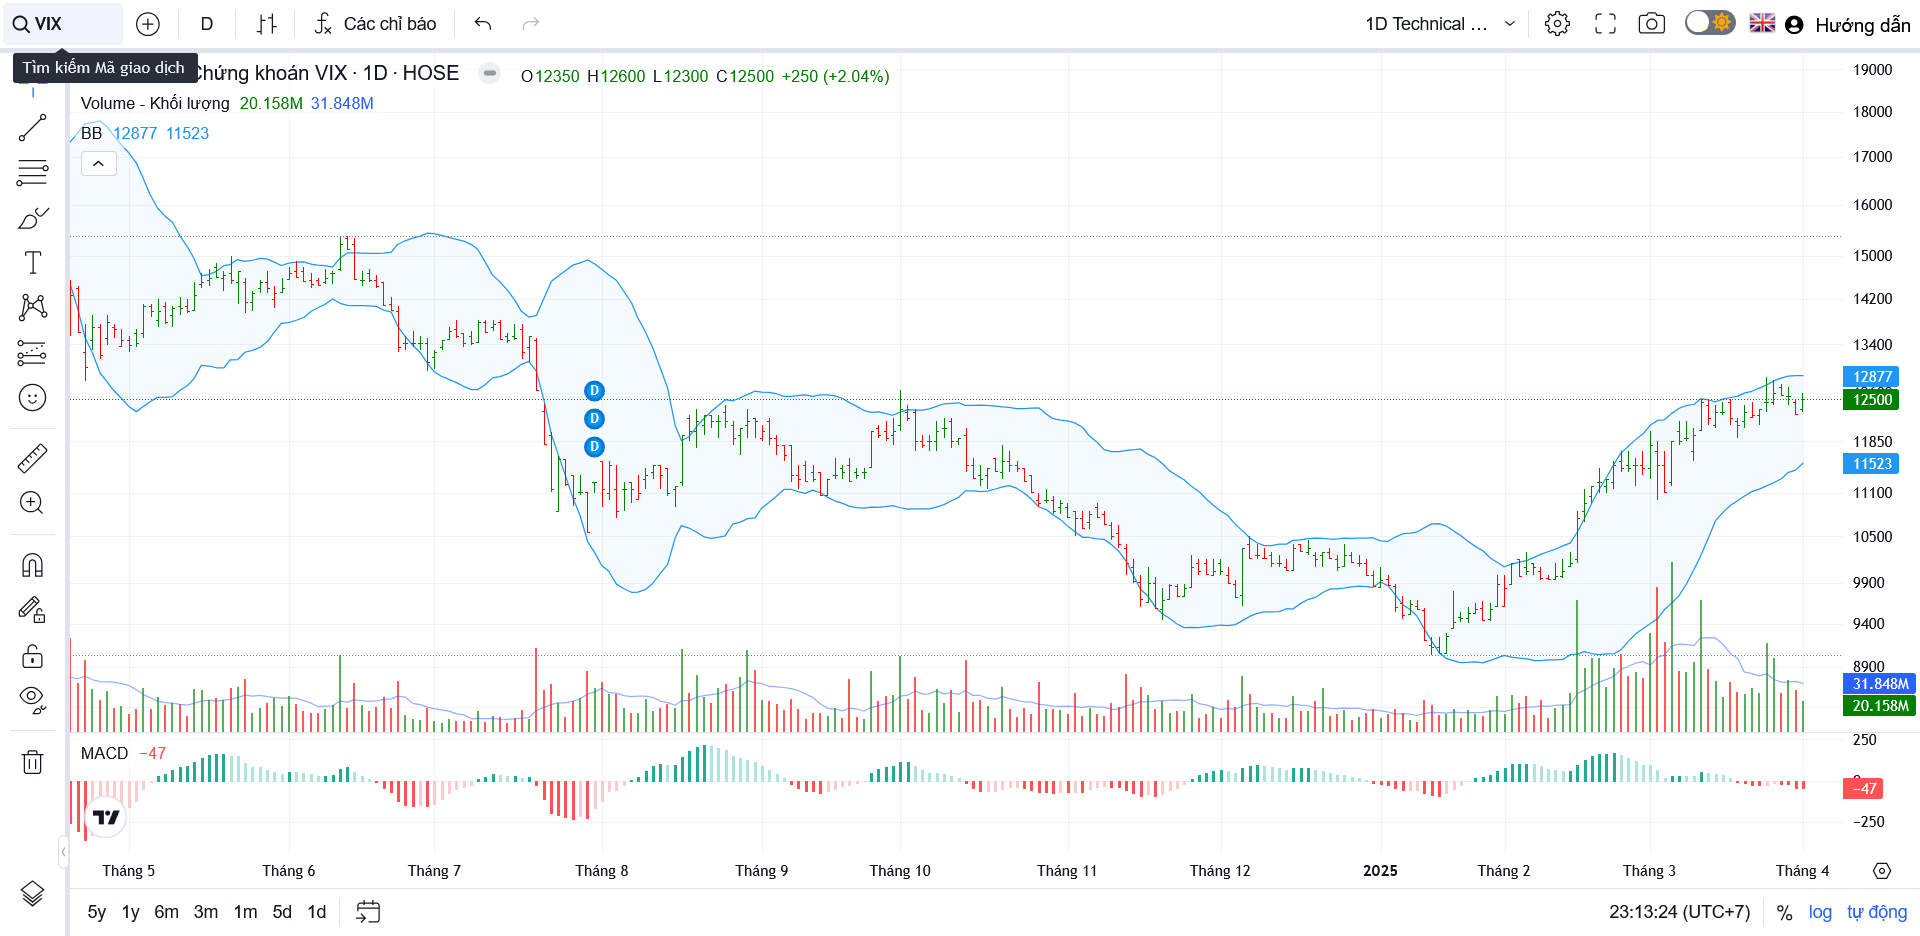 VIX
D
Các chỉ báo
1D Technical ...
Hướng dẫn
Tìm kiếm Mã giao dịch
Chứng khoán VIX · 1D · HOSE
O12350 H12600 L12300 C12500 +250 (+2.04%)
Volume - Khối lượng 20.158M 31.848M
BB 12877 11523
19000
18000
17000
16000
15000
14200
13400
12877
12500
11850
11523
11100
10500
9900
9400
8900
31.848M
20.158M
D
D
D
MACD −47
250
−47
−250
Tháng 5 Tháng 6 Tháng 7 Tháng 8 Tháng 9 Tháng 10 Tháng 11 Tháng 12 2025 Tháng 2 Tháng 3 Tháng 4
5y 1y 6m 3m 1m 5d 1d
23:13:24 (UTC+7) % log tự động